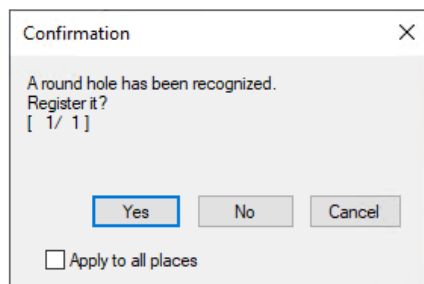 Confirmation
A round hole has been recognized.
Register it?
[  1/  1 ]
Yes No Cancel
Apply to all places